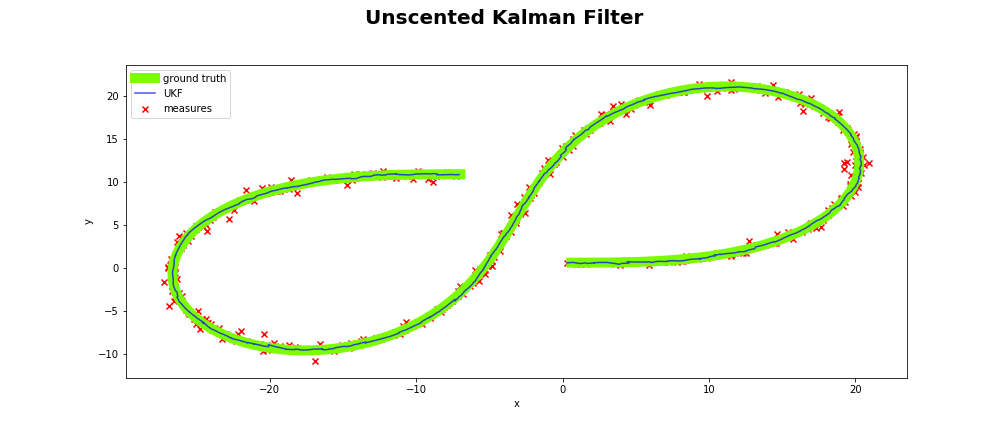 Unscented Kalman Filter
ground truth
UKF
measures
20
15
10
5
0
−5
−10
y
−20
−10
0
10
20
x